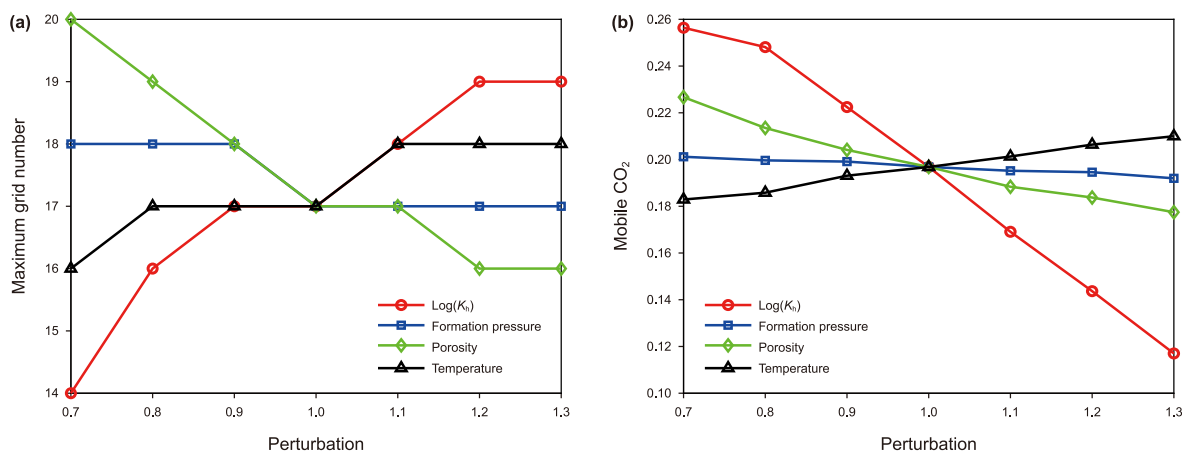 (a)
Maximum grid number
20
19
18
17
16
15
14
0.7 0.8 0.9 1.0 1.1 1.2 1.3
Perturbation
Log(Kh)
Formation pressure
Porosity
Temperature
(b)
Mobile CO2
0.26
0.24
0.22
0.20
0.18
0.16
0.14
0.12
0.10
0.7 0.8 0.9 1.0 1.1 1.2 1.3
Perturbation
Log(Kh)
Formation pressure
Porosity
Temperature